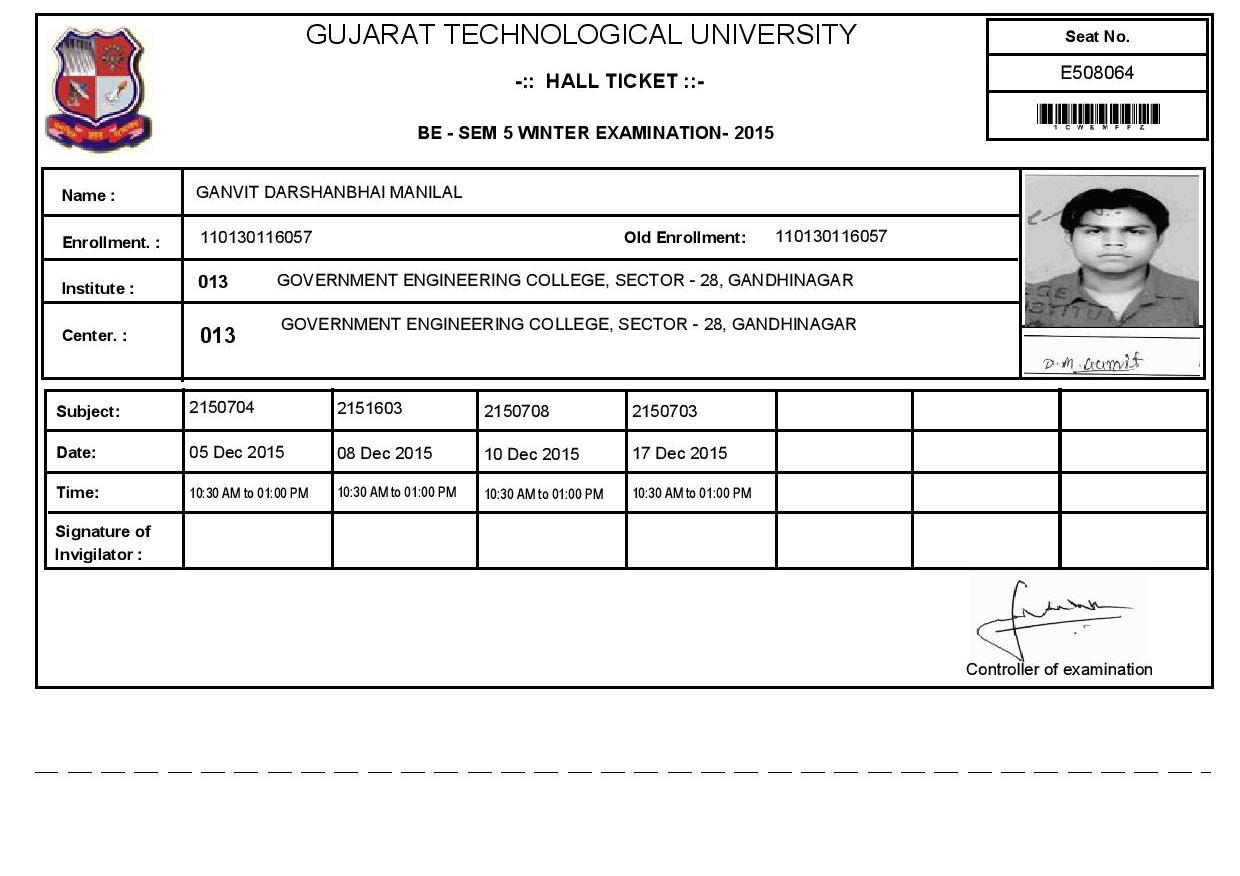 GUJARAT TECHNOLOGICAL UNIVERSITY
-:: HALL TICKET ::-
BE - SEM 5 WINTER EXAMINATION- 2015
Seat No.
E508064
1 C W E M F F Z
Name : GANVIT DARSHANBHAI MANILAL
Enrollment. : 110130116057 Old Enrollment: 110130116057
Institute : 013 GOVERNMENT ENGINEERING COLLEGE, SECTOR - 28, GANDHINAGAR
Center. : 013 GOVERNMENT ENGINEERING COLLEGE, SECTOR - 28, GANDHINAGAR
D.M. Ganvit
Subject: 2150704 2151603 2150708 2150703
Date: 05 Dec 2015 08 Dec 2015 10 Dec 2015 17 Dec 2015
Time: 10:30 AM to 01:00 PM 10:30 AM to 01:00 PM 10:30 AM to 01:00 PM 10:30 AM to 01:00 PM
Signature of
Invigilator :
Controller of examination